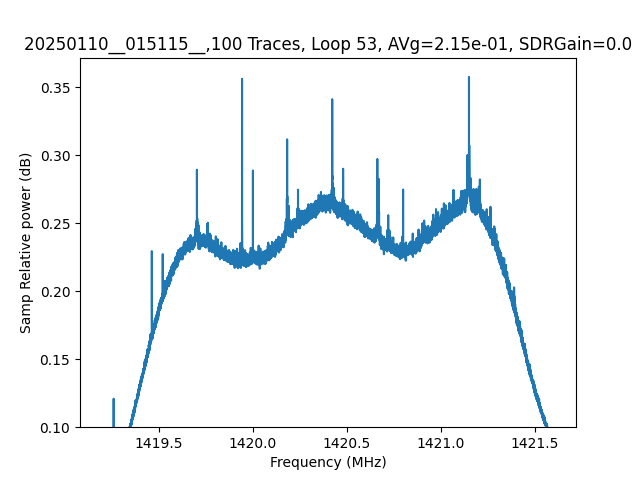 20250110__015115__,100 Traces, Loop 53, AVg=2.15e-01, SDRGain=0.0
0.35
0.30
0.25
0.20
0.15
0.10
Samp Relative power (dB)
1419.5 1420.0 1420.5 1421.0 1421.5
Frequency (MHz)